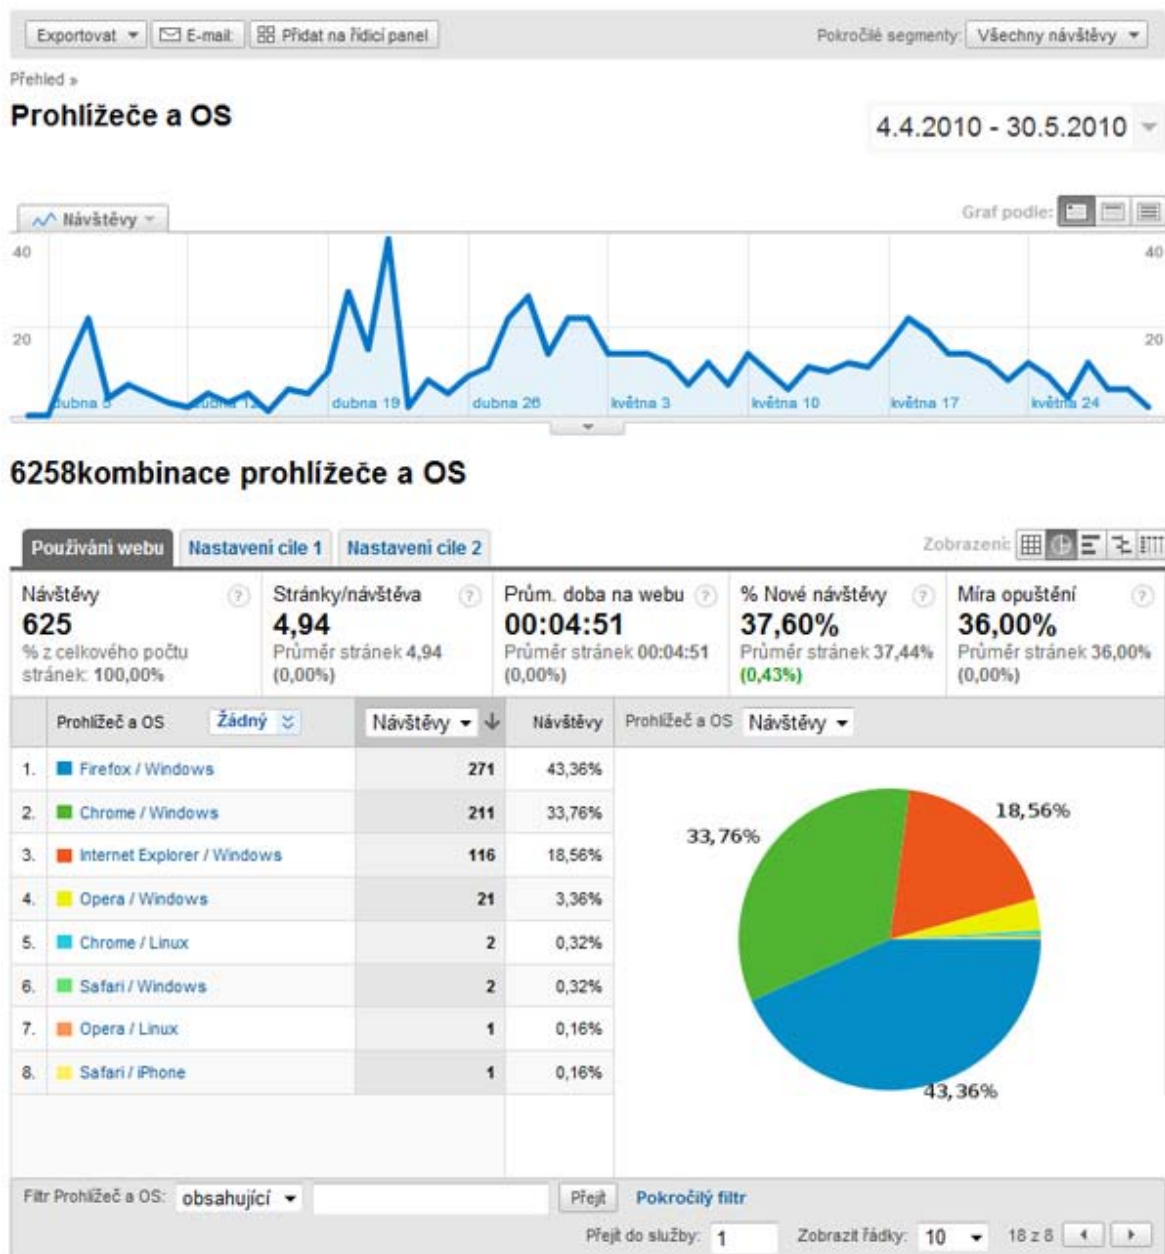 Exportovat E-mail: Přidat na řídicí panel Pokročilé segmenty: Všechny návštěvy
Přehled »
Prohlížeče a OS
4.4.2010 - 30.5.2010
Návštěvy Graf podle:
40 40
20 20
dubna 5 dubna 12 dubna 19 dubna 26 května 3 května 10 května 17 května 24
6258kombinace prohlížeče a OS
Používání webu Nastavení cíle 1 Nastavení cíle 2 Zobrazení:
Návštěvy ? Stránky/návštěva ? Prům. doba na webu ? % Nové návštěvy ? Míra opuštění ?
625 4,94 00:04:51 37,60% 36,00%
% z celkového počtu Průměr stránek 4,94 Průměr stránek 00:04:51 Průměr stránek 37,44% Průměr stránek 36,00%
stránek: 100,00% (0,00%) (0,00%) (0,43%) (0,00%)
Prohlížeč a OS Žádný Návštěvy Návštěvy Prohlížeč a OS Návštěvy
1. Firefox / Windows 271 43,36%
2. Chrome / Windows 211 33,76%
3. Internet Explorer / Windows 116 18,56%
4. Opera / Windows 21 3,36%
5. Chrome / Linux 2 0,32%
6. Safari / Windows 2 0,32%
7. Opera / Linux 1 0,16%
8. Safari / iPhone 1 0,16%
18,56%
33,76%
43,36%
Filtr Prohlížeč a OS: obsahující Přejít Pokročilý filtr
Přejít do služby: 1 Zobrazit řádky: 10 18 z 8